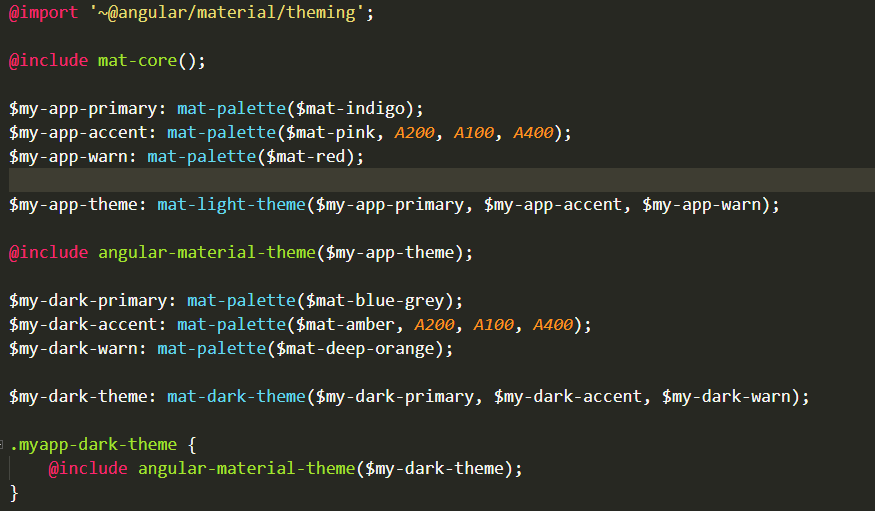 @import '~@angular/material/theming';
@include mat-core();
$my-app-primary: mat-palette($mat-indigo);
$my-app-accent: mat-palette($mat-pink, A200, A100, A400);
$my-app-warn: mat-palette($mat-red);
$my-app-theme: mat-light-theme($my-app-primary, $my-app-accent, $my-app-warn);
@include angular-material-theme($my-app-theme);
$my-dark-primary: mat-palette($mat-blue-grey);
$my-dark-accent: mat-palette($mat-amber, A200, A100, A400);
$my-dark-warn: mat-palette($mat-deep-orange);
$my-dark-theme: mat-dark-theme($my-dark-primary, $my-dark-accent, $my-dark-warn);
.myapp-dark-theme {
    @include angular-material-theme($my-dark-theme);
}